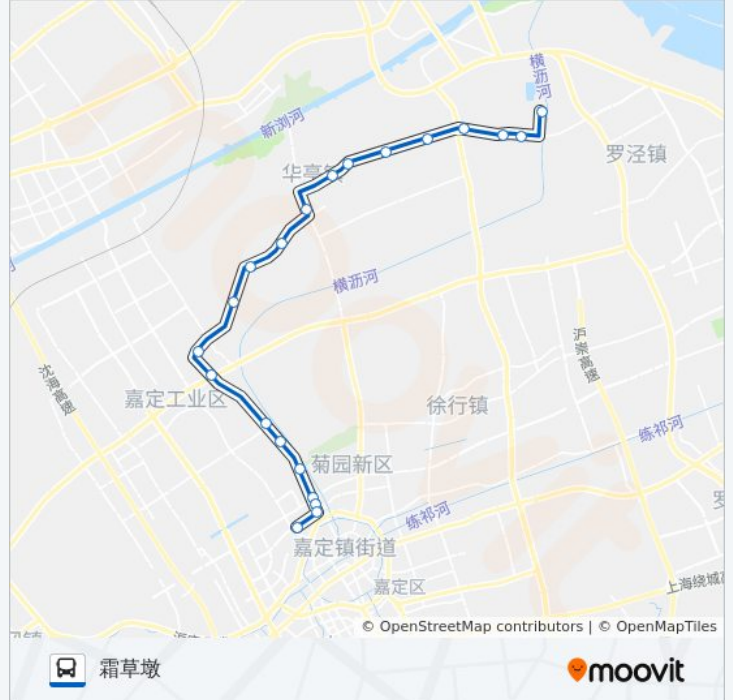 横沥河
新浏河
罗泾镇
华亭镇
横沥河
沪崇高速
沈海高速
嘉定工业区
徐行镇
练祁河
菊园新区
练祁河
嘉定镇街道
嘉定区
上海绕城高
© OpenStreetMap contributors | © OpenMapTiles
霜草墩
moovit